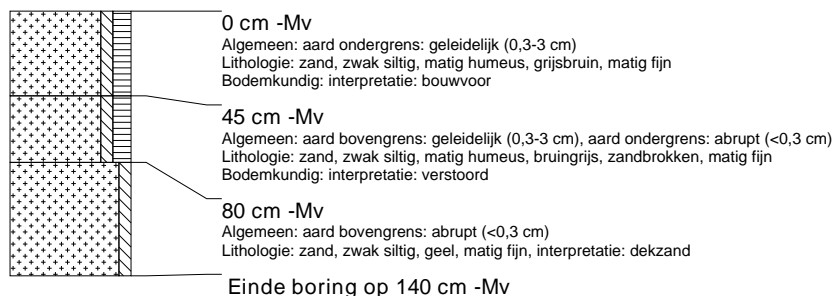 0 cm -Mv
Algemeen: aard ondergrens: geleidelijk (0,3-3 cm)
Lithologie: zand, zwak siltig, matig humeus, grijsbruin, matig fijn
Bodemkundig: interpretatie: bouwvoor
45 cm -Mv
Algemeen: aard bovengrens: geleidelijk (0,3-3 cm), aard ondergrens: abrupt (<0,3 cm)
Lithologie: zand, zwak siltig, matig humeus, bruingrijs, zandbrokken, matig fijn
Bodemkundig: interpretatie: verstoord
80 cm -Mv
Algemeen: aard bovengrens: abrupt (<0,3 cm)
Lithologie: zand, zwak siltig, geel, matig fijn, interpretatie: dekzand
Einde boring op 140 cm -Mv